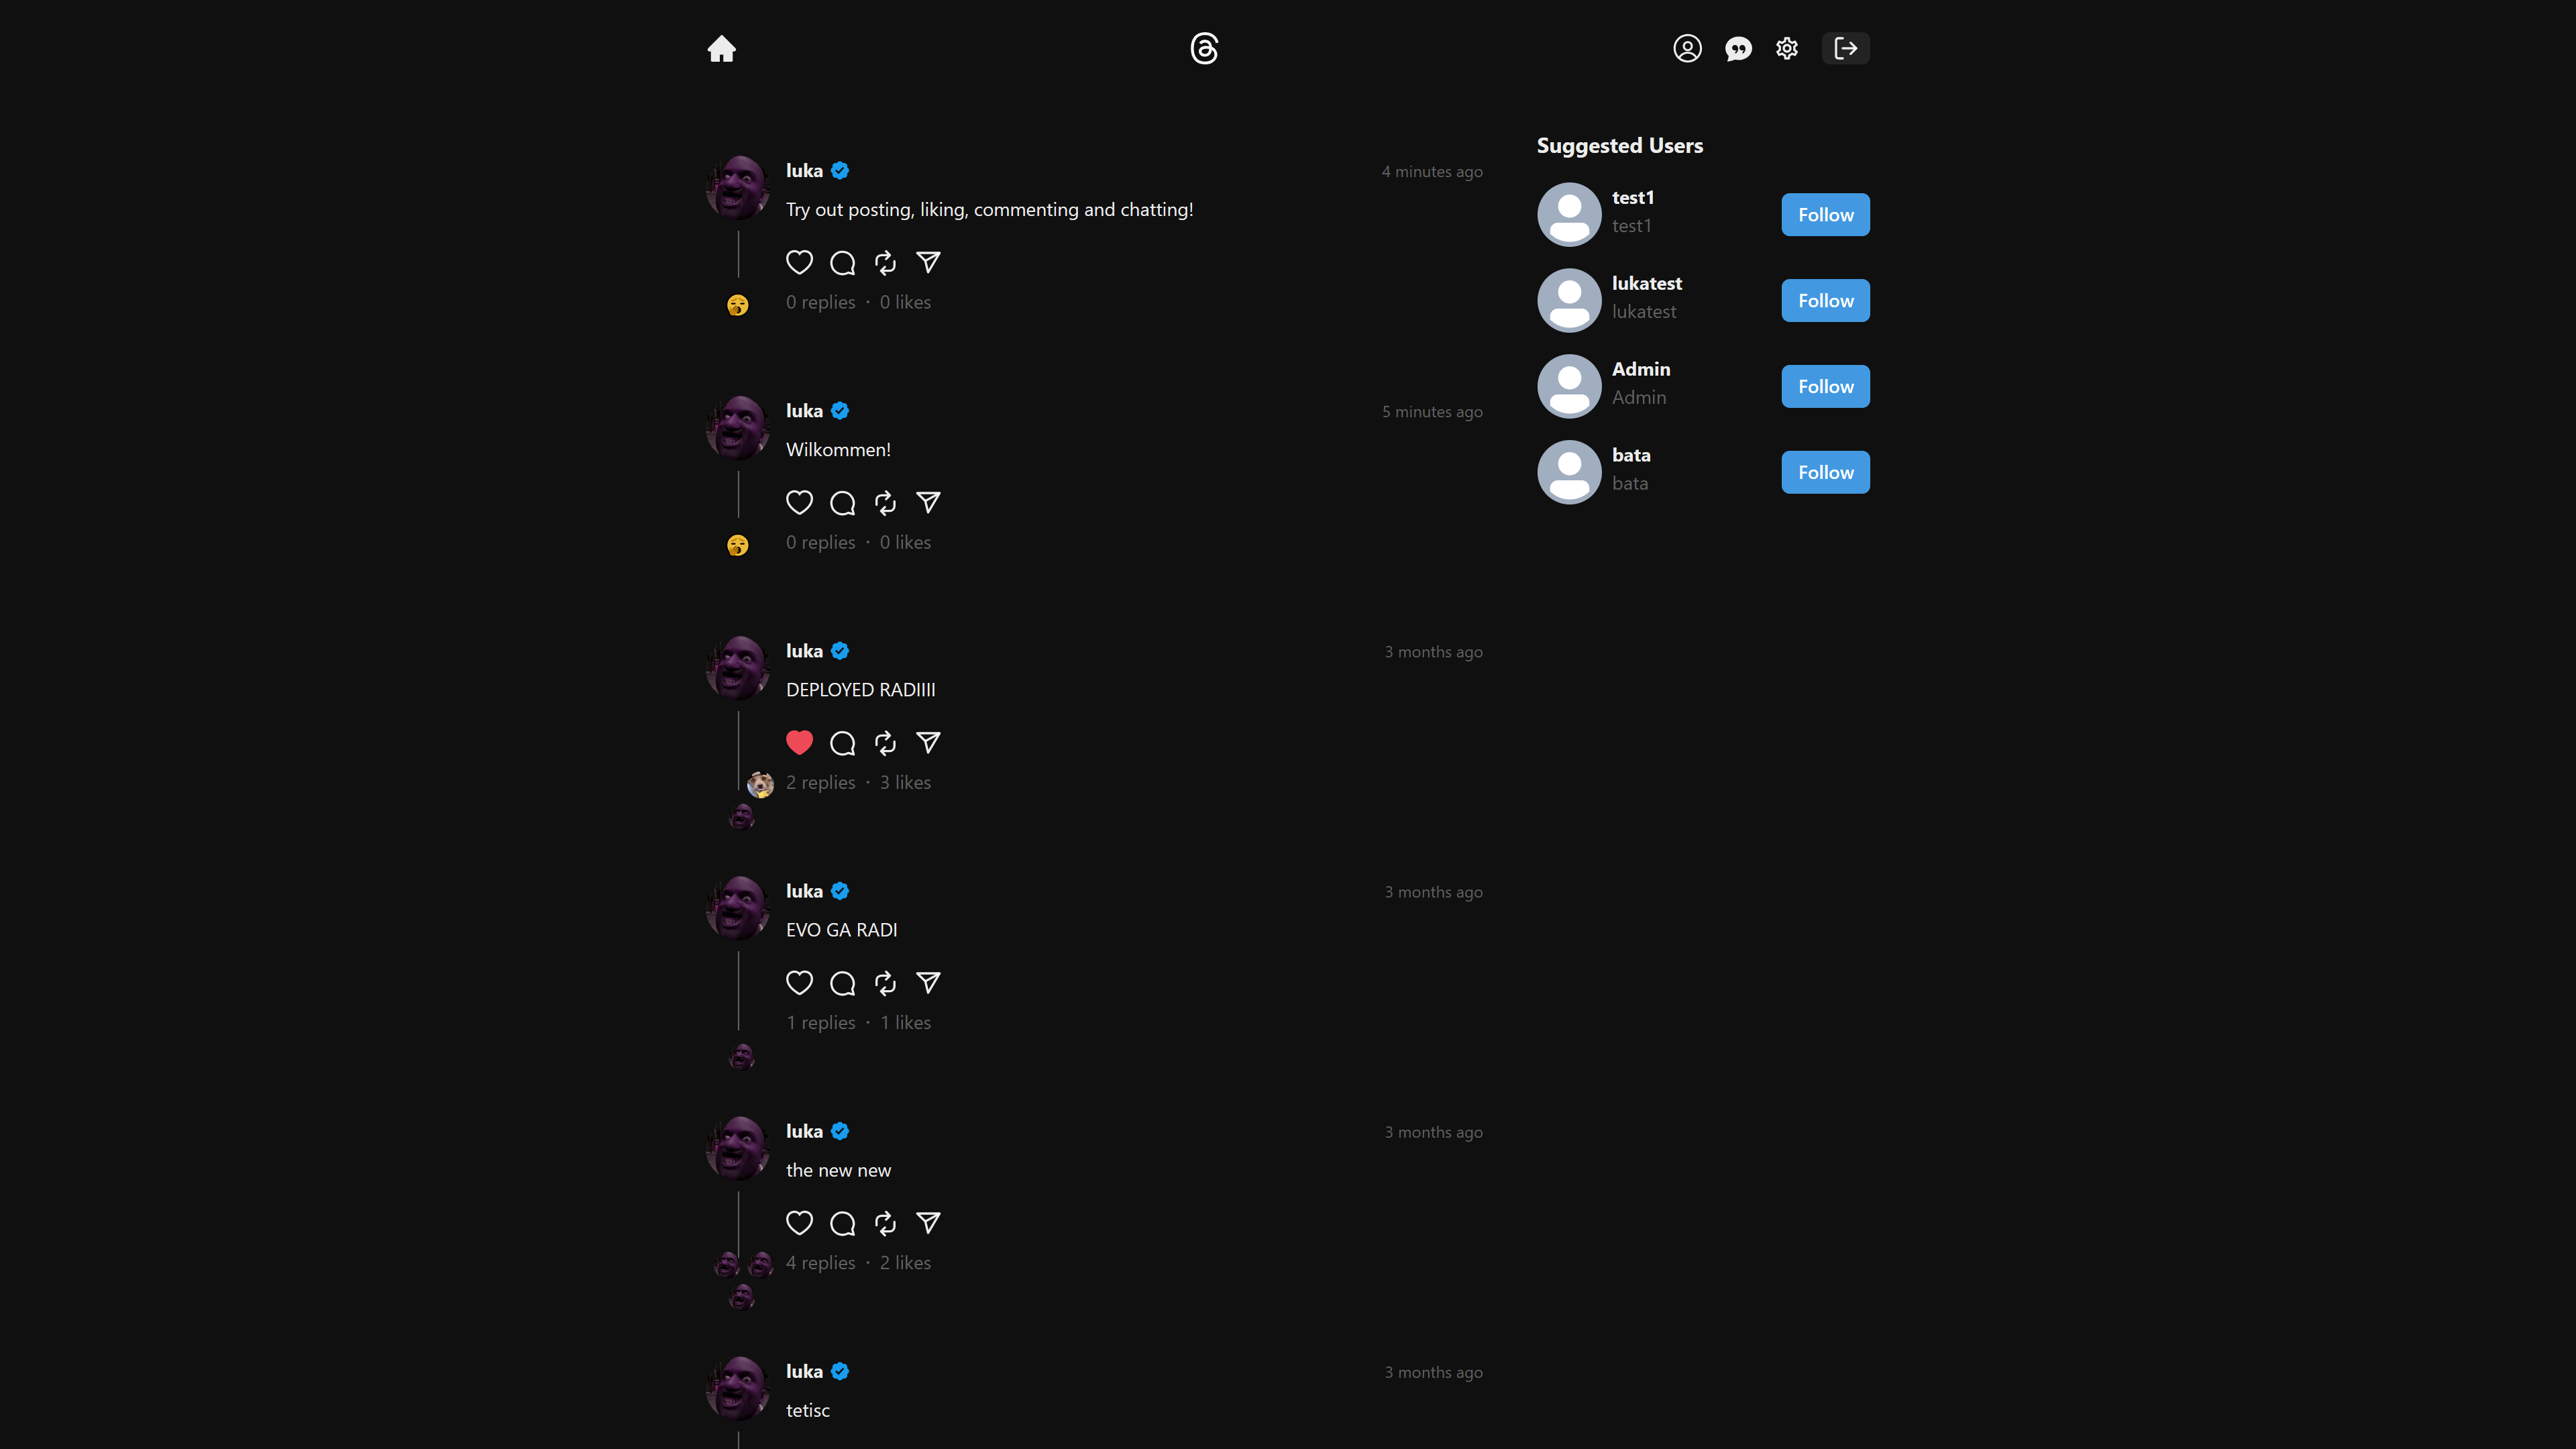 luka
4 minutes ago
Try out posting, liking, commenting and chatting!
0 replies · 0 likes
luka
5 minutes ago
Wilkommen!
0 replies · 0 likes
luka
3 months ago
DEPLOYED RADIIII
2 replies · 3 likes
luka
3 months ago
EVO GA RADI
1 replies · 1 likes
luka
3 months ago
the new new
4 replies · 2 likes
luka
3 months ago
tetisc
Suggested Users
test1
test1
Follow
lukatest
lukatest
Follow
Admin
Admin
Follow
bata
bata
Follow